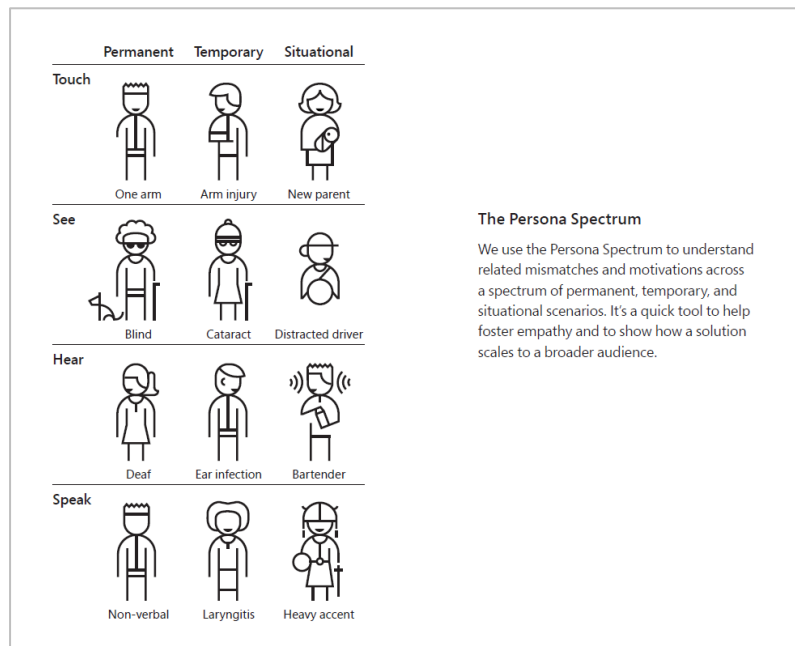 Permanent Temporary Situational
Touch
One arm Arm injury New parent
See
Blind Cataract Distracted driver
Hear
Deaf Ear infection Bartender
Speak
Non-verbal Laryngitis Heavy accent
The Persona Spectrum
We use the Persona Spectrum to understand
related mismatches and motivations across
a spectrum of permanent, temporary, and
situational scenarios. It's a quick tool to help
foster empathy and to show how a solution
scales to a broader audience.